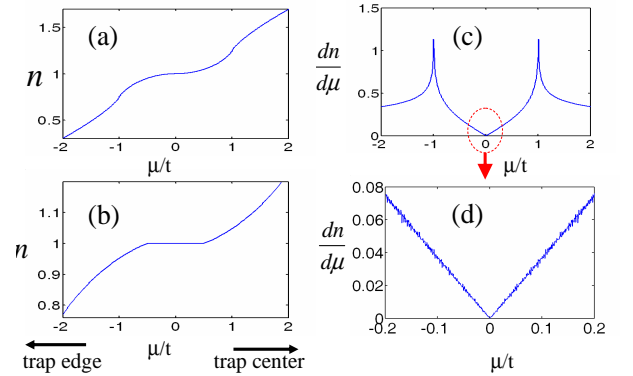 (a)
n
1.5
1
0.5
-2 -1 0 1 2
μ/t
(c)
dn
dμ
1.5
1
0.5
0
-2 -1 0 1 2
μ/t
(b)
n
1.1
1
0.9
0.8
-2 -1 0 1 2
μ/t
trap edge
trap center
(d)
dn
dμ
0.08
0.06
0.04
0.02
0
-0.2 -0.1 0 0.1 0.2
μ/t